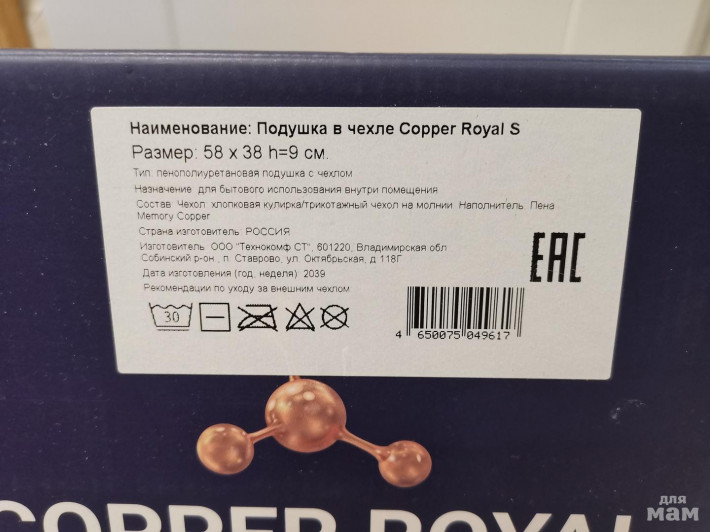 Наименование: Подушка в чехле Copper Royal S
Размер: 58 x 38 h=9 см.
Тип: пенополиуретановая подушка с чехлом
Назначение: для бытового использования внутри помещения
Состав Чехол: хлопковая кулирка/трикотажный чехол на молнии Наполнитель: Пена
Memory Copper
Страна изготовитель: РОССИЯ
Изготовитель: ООО "Технокомф СТ", 601220, Владимирская обл
Собинский р-он., п. Ставрово, ул. Октябрьская, д 118Г
Дата изготовления (год, неделя) 2039
Рекомендации по уходу за внешним чехлом
EAC
30
4 650075 049617
COPPER ROYAL
для
мам